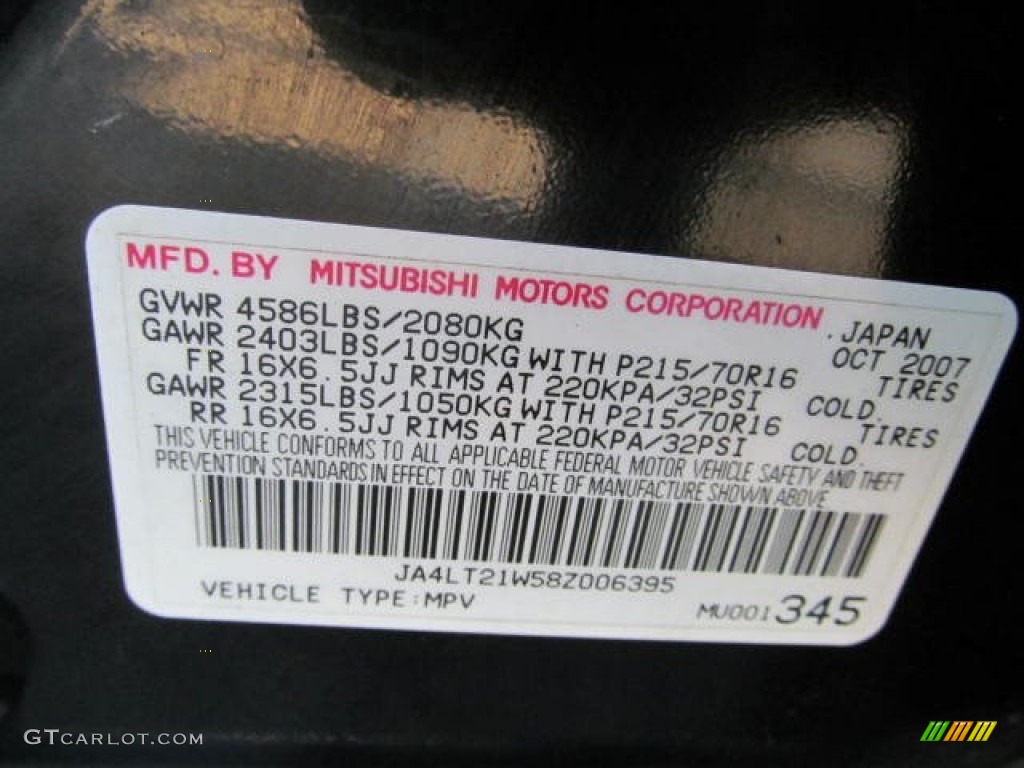 MFD. BY MITSUBISHI MOTORS CORPORATION . JAPAN
GVWR 4586LBS/2080KG OCT 2007
GAWR 2403LBS/1090KG WITH P215/70R16 TIRES
FR 16X6.5JJ RIMS AT 220KPA/32PSI COLD.
GAWR 2315LBS/1050KG WITH P215/70R16 TIRES
RR 16X6.5JJ RIMS AT 220KPA/32PSI COLD.
THIS VEHICLE CONFORMS TO ALL APPLICABLE FEDERAL MOTOR VEHICLE SAFETY AND THEFT
PREVENTION STANDARDS IN EFFECT ON THE DATE OF MANUFACTURE SHOWN ABOVE.
JA4LT21W58Z006395
VEHICLE TYPE:MPV MU001345
GTCARLOT.COM